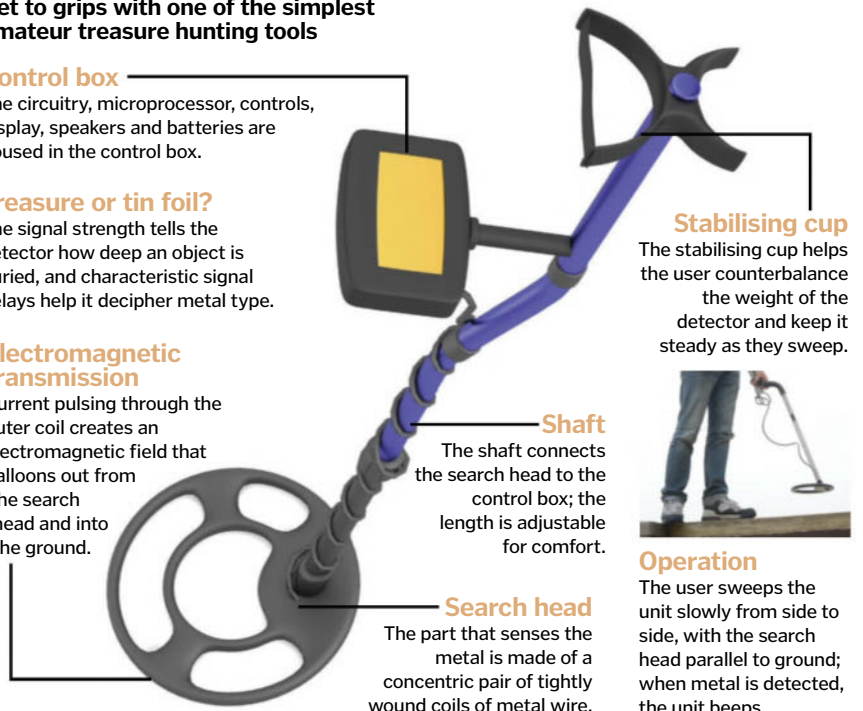 et to grips with one of the simplest
mateur treasure hunting tools
ontrol box
he circuitry, microprocessor, controls,
splay, speakers and batteries are
oused in the control box.
reasure or tin foil?
he signal strength tells the
etector how deep an object is
uried, and characteristic signal
elays help it decipher metal type.
lectromagnetic
ransmission
urrent pulsing through the
uter coil creates an
ectromagnetic field that
alloons out from
he search
head and into
the ground.
Stabilising cup
The stabilising cup helps
the user counterbalance
the weight of the
detector and keep it
steady as they sweep.
Shaft
The shaft connects
the search head to the
control box; the
length is adjustable
for comfort.
Search head
The part that senses the
metal is made of a
concentric pair of tightly
wound coils of metal wire.
Operation
The user sweeps the
unit slowly from side to
side, with the search
head parallel to ground;
when metal is detected,
the unit beeps.